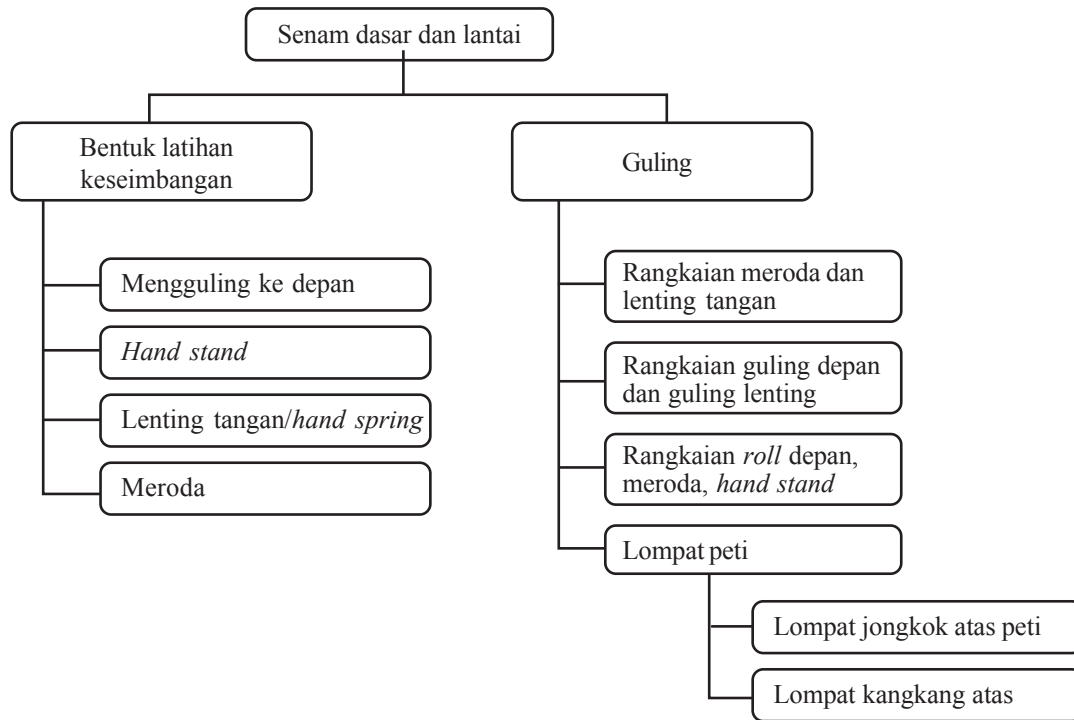 Senam dasar dan lantai
Bentuk latihan
keseimbangan
Mengguling ke depan
Hand stand
Lenting tangan/hand spring
Meroda
Guling
Rangkaian meroda dan
lenting tangan
Rangkaian guling depan
dan guling lenting
Rangkaian roll depan,
meroda, hand stand
Lompat peti
Lompat jongkok atas peti
Lompat kangkang atas